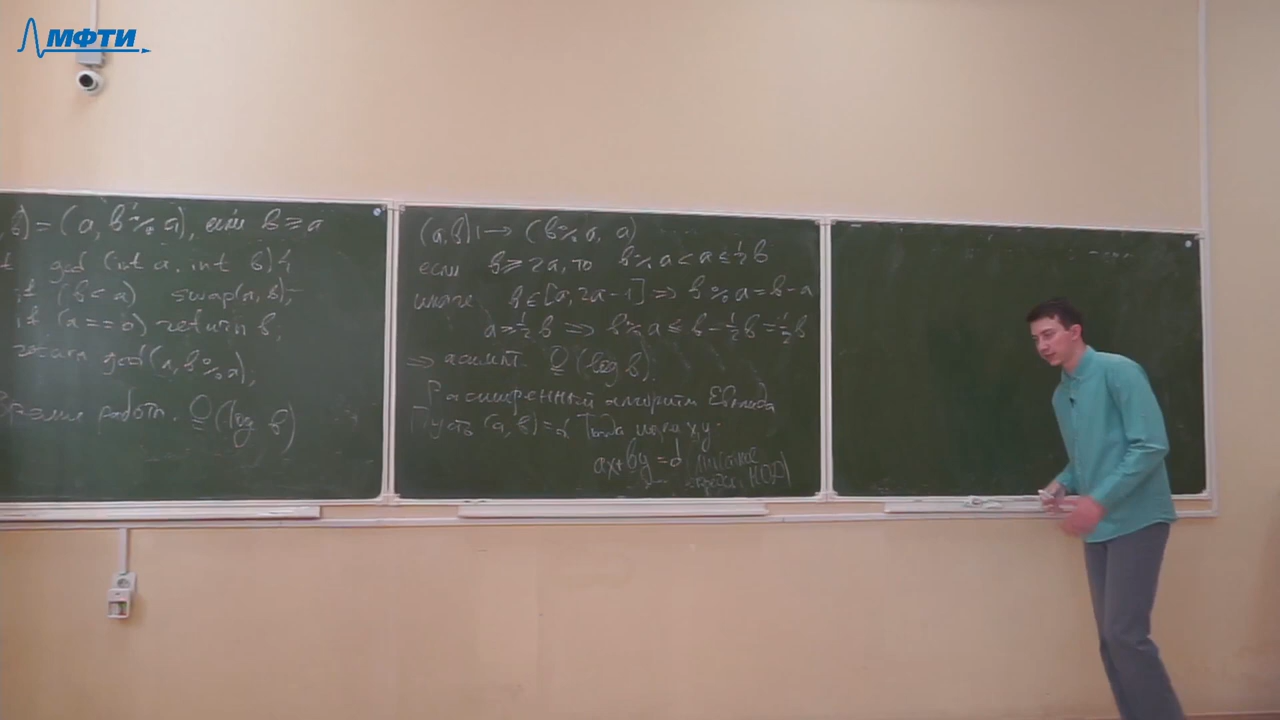 МФТИ
) = (a, b % a), если b ≥ a
gcd (int a, int b) {
if (b < a) swap(a, b);
if (a == 0) return b;
return gcd(a, b % a);
Время работы: O(log b)
(a, b) ↦ (b % a, a)
если b ≥ 2a, то b % a < a ≤ ½ b
иначе b ∈ [a, 2a - 1] ⇒ b % a = b - a
a > ½ b ⇒ b % a ≤ b - ½ b = ½ b
⇒ асимпт. O(log b).
Расширенный алгоритм Евклида
Пусть (a, b) = d Тогда x, y:
ax + by = d
НОД)